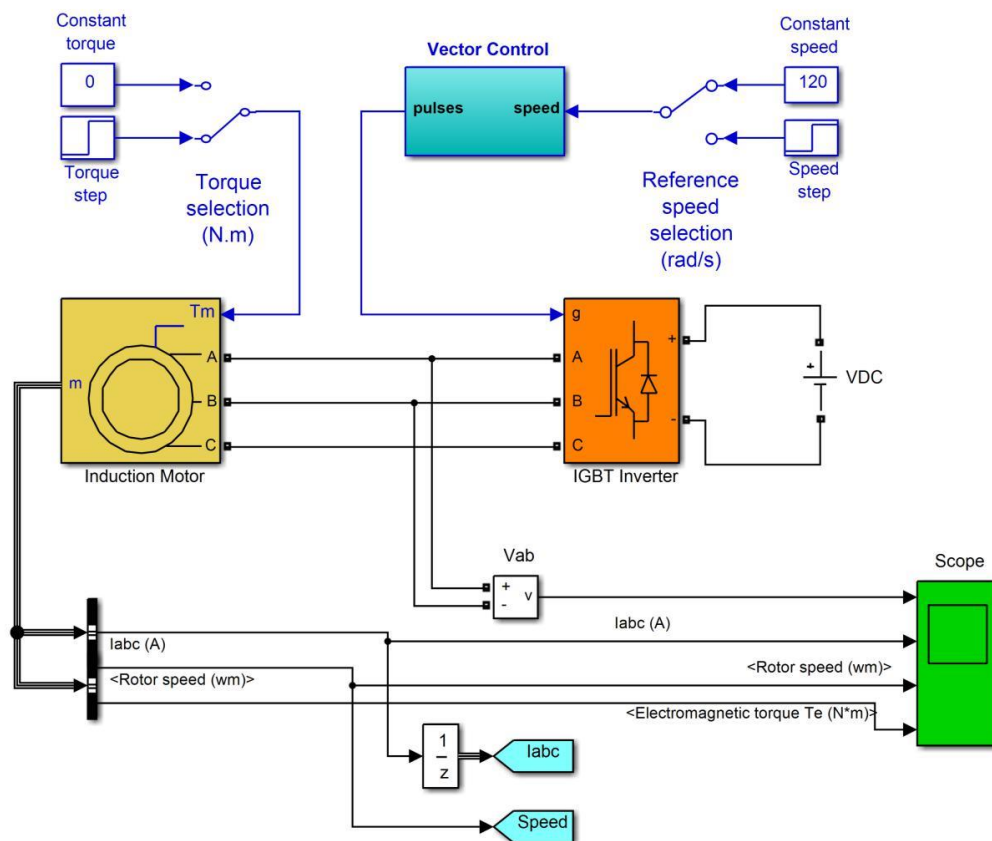 Constant
torque
0
Torque
step
Torque
selection
(N.m)
Vector Control
pulses
speed
Constant
speed
120
Speed
step
Reference
speed
selection
(rad/s)
Tm
m
A
B
C
Induction Motor
g
A
B
C
+
-
IGBT Inverter
+
VDC
Vab
+
-
v
Scope
Iabc (A)
Iabc (A)
<Rotor speed (wm)>
<Rotor speed (wm)>
<Electromagnetic torque Te (N*m)>
1
z
Iabc
Speed